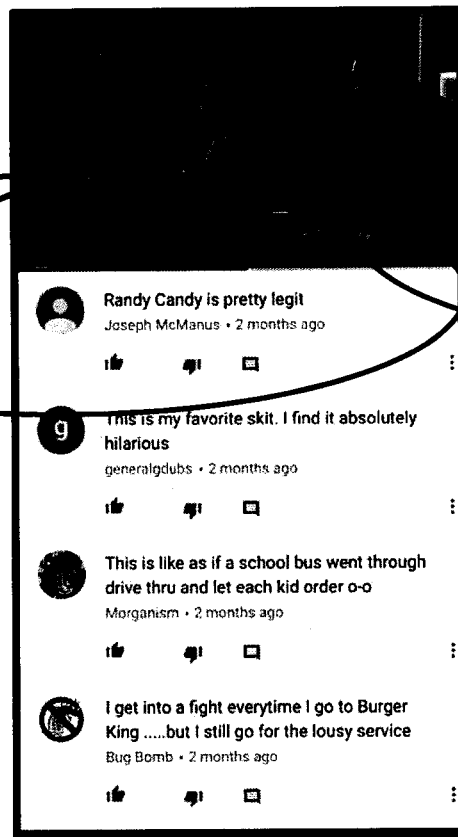 Randy Candy is pretty legit
Joseph McManus • 2 months ago
g
This is my favorite skit. I find it absolutely
hilarious
generalgdubs • 2 months ago
This is like as if a school bus went through
drive thru and let each kid order o-o
Morganism • 2 months ago
I get into a fight everytime I go to Burger
King .....but I still go for the lousy service
Bug Bomb • 2 months ago